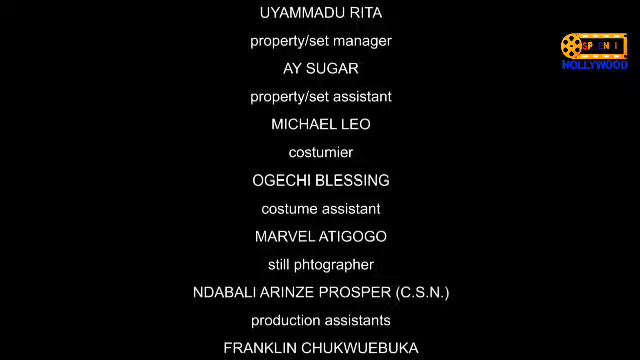 UYAMMADU RITA
property/set manager
AY SUGAR
property/set assistant
MICHAEL LEO
costumier
OGECHI BLESSING
costume assistant
MARVEL ATIGOGO
still phtographer
NDABALI ARINZE PROSPER (C.S.N.)
production assistants
FRANKLIN CHUKWUEBUKA
NOLLYWOOD